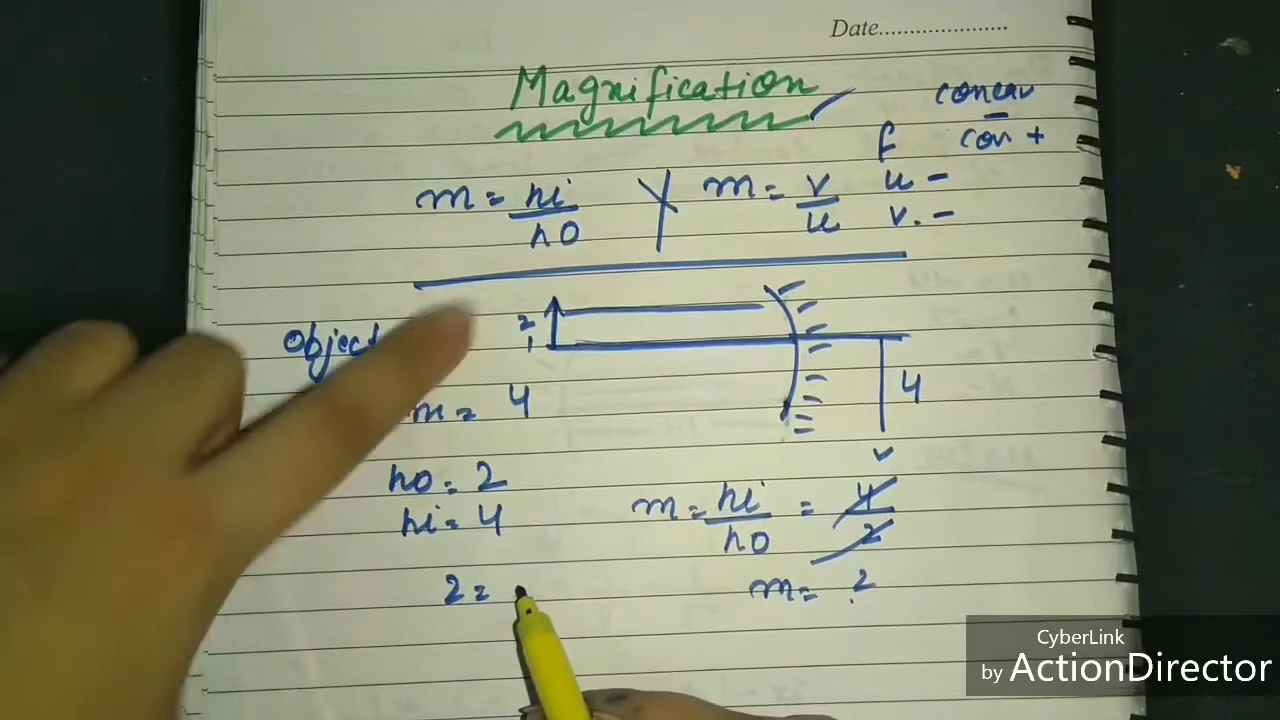 Date....................
Magnification
concav
-
f con +
m = hi/ho m = v/u u -
v. -
Object
2
1
m = 4
4
ho = 2
hi = 4
m = hi/ho = 4/2
2 =
m = 2
CyberLink
by ActionDirector